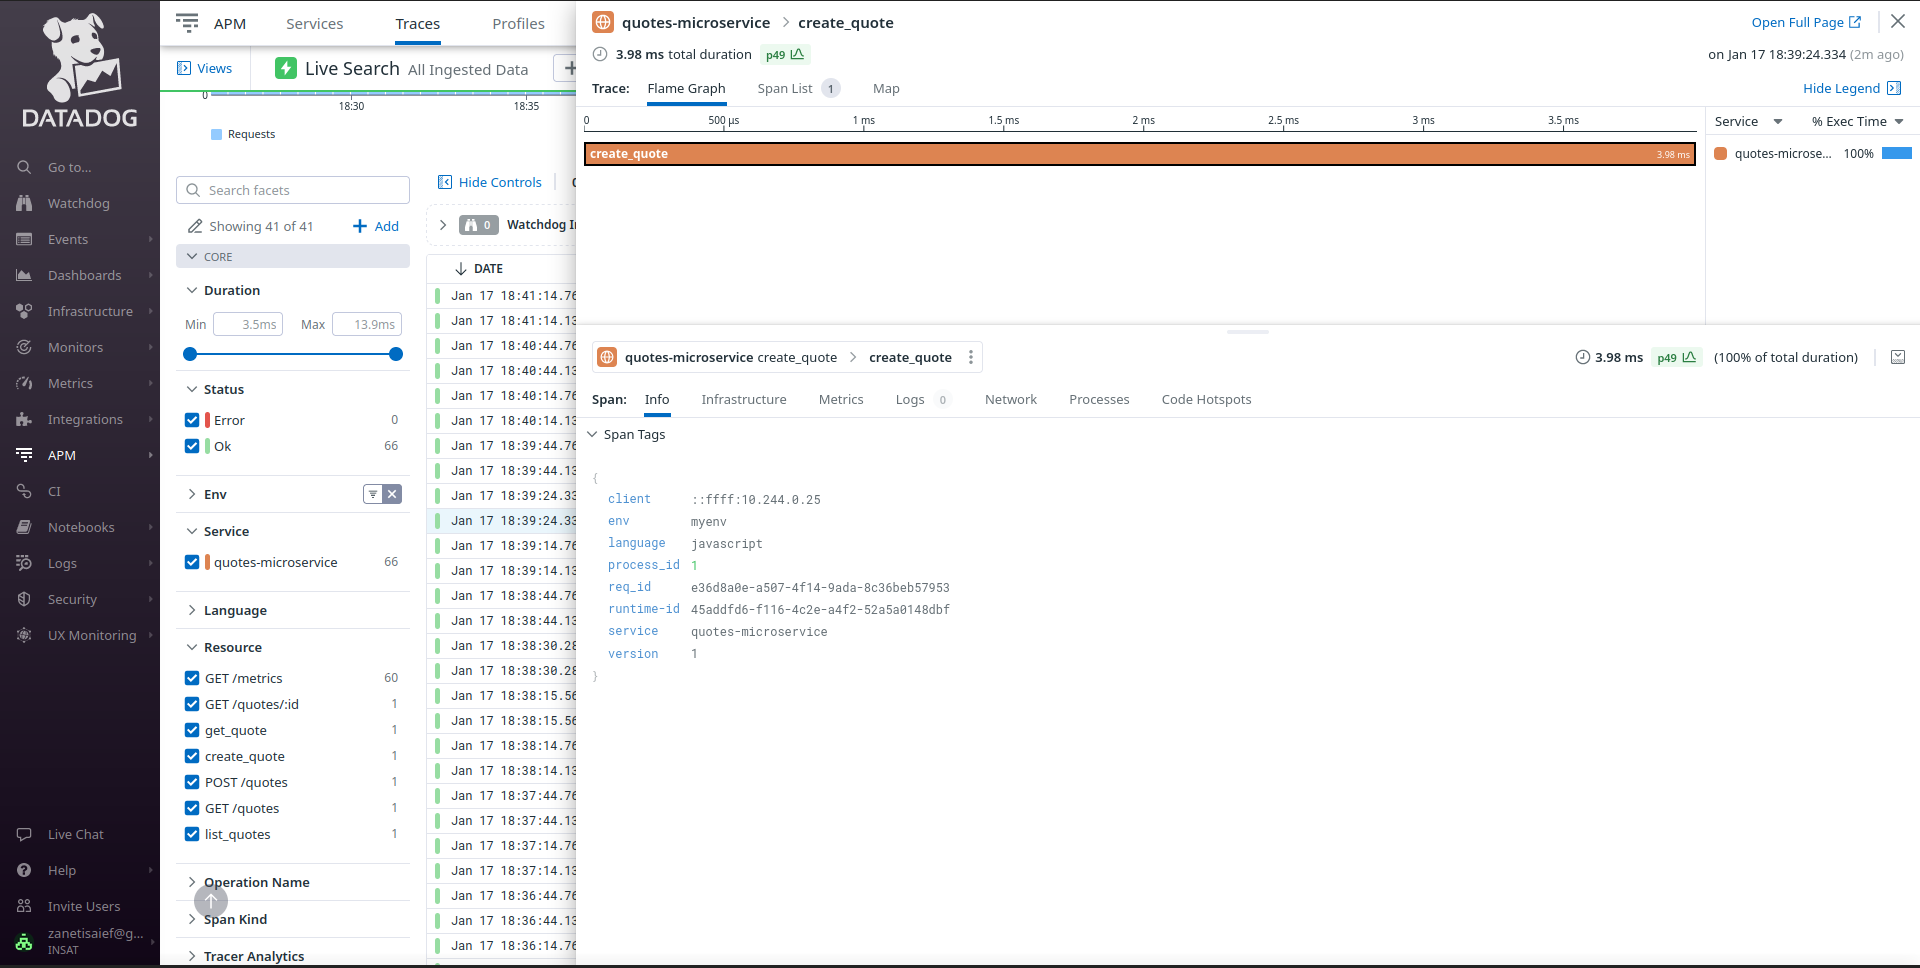 DATADOG
Go to...
Watchdog
Events
Dashboards
Infrastructure
Monitors
Metrics
Integrations
APM
CI
Notebooks
Logs
Security
UX Monitoring
Live Chat
Help
Invite Users
zanetisaief@g...
INSAT
APM Services Traces Profiles
Views Live Search All Ingested Data
0
18:30 18:35
Requests
Search facets
Showing 41 of 41 Add
CORE
Duration
Min 3.5ms Max 13.9ms
Status
Error 0
Ok 66
Env
Service
quotes-microservice 66
Language
Resource
GET /metrics 60
GET /quotes/:id 1
get_quote 1
create_quote 1
POST /quotes 1
GET /quotes 1
list_quotes 1
Operation Name
Span Kind
Tracer Analytics
Hide Controls
0 Watchdog
DATE
Jan 17 18:41:14.76
Jan 17 18:41:14.13
Jan 17 18:40:44.76
Jan 17 18:40:44.13
Jan 17 18:40:14.76
Jan 17 18:40:14.13
Jan 17 18:39:44.76
Jan 17 18:39:44.13
Jan 17 18:39:24.33
Jan 17 18:39:24.33
Jan 17 18:39:14.76
Jan 17 18:39:14.13
Jan 17 18:38:44.76
Jan 17 18:38:44.13
Jan 17 18:38:30.28
Jan 17 18:38:30.28
Jan 17 18:38:15.56
Jan 17 18:38:15.56
Jan 17 18:38:14.76
Jan 17 18:38:14.13
Jan 17 18:37:44.76
Jan 17 18:37:44.13
Jan 17 18:37:14.76
Jan 17 18:37:14.13
Jan 17 18:36:44.76
Jan 17 18:36:44.13
Jan 17 18:36:14.76
quotes-microservice create_quote Open Full Page
3.98 ms total duration p49 on Jan 17 18:39:24.334 (2m ago)
Trace: Flame Graph Span List 1 Map Hide Legend
0 500 µs 1 ms 1.5 ms 2 ms 2.5 ms 3 ms 3.5 ms Service % Exec Time
create_quote 3.98 ms quotes-microse... 100%
quotes-microservice create_quote create_quote 3.98 ms p49 (100% of total duration)
Span: Info Infrastructure Metrics Logs 0 Network Processes Code Hotspots
Span Tags
{
client ::ffff:10.244.0.25
env myenv
language javascript
process_id 1
req_id e36d8a0e-a507-4f14-9ada-8c36beb57953
runtime-id 45addfd6-f116-4c2e-a4f2-52a5a0148dbf
service quotes-microservice
version 1
}